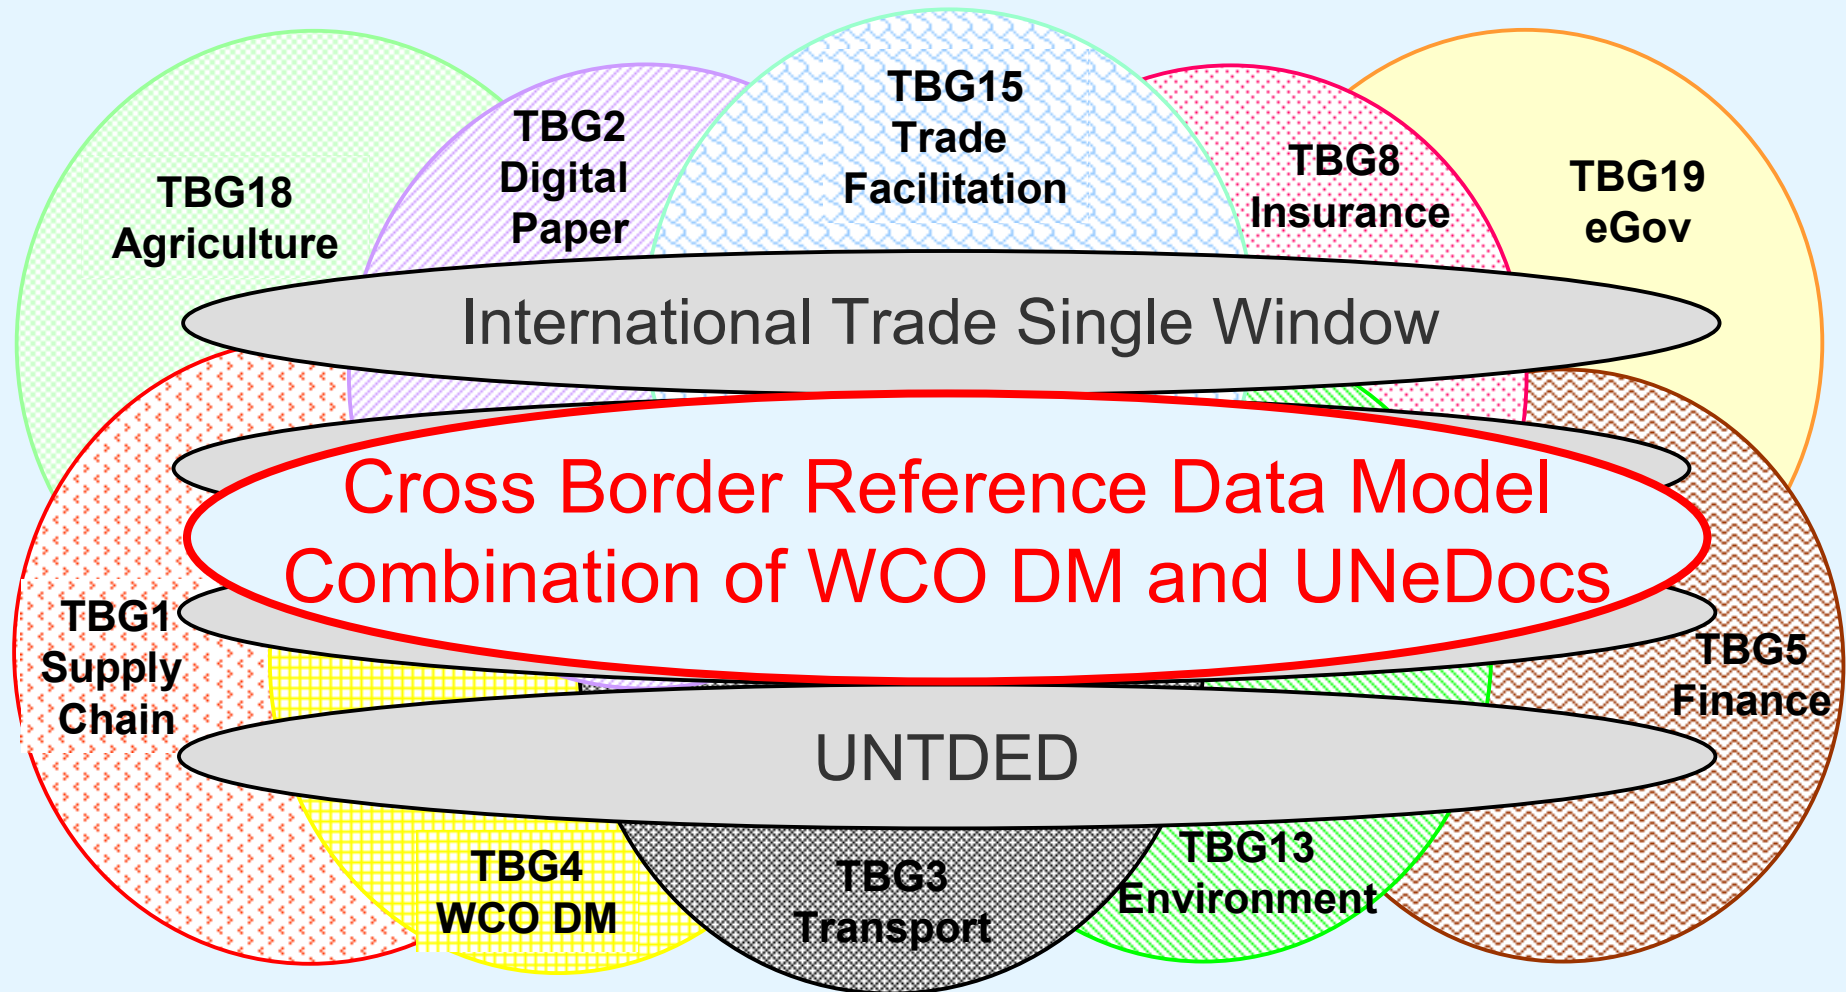 TBG18
Agriculture
TBG2
Digital
Paper
TBG15
Trade
Facilitation
TBG8
Insurance
TBG19
eGov
International Trade Single Window
Cross Border Reference Data Model
Combination of WCO DM and UNeDocs
TBG1
Supply
Chain
TBG5
Finance
UNTDED
TBG4
WCO DM
TBG3
Transport
TBG13
Environment